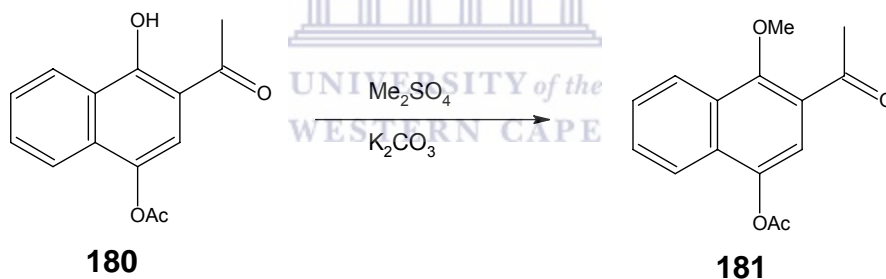 OH
O
OAc
180
UNIVERSITY of the
WESTERN CAPE
Me2SO4
K2CO3
OMe
O
OAc
181